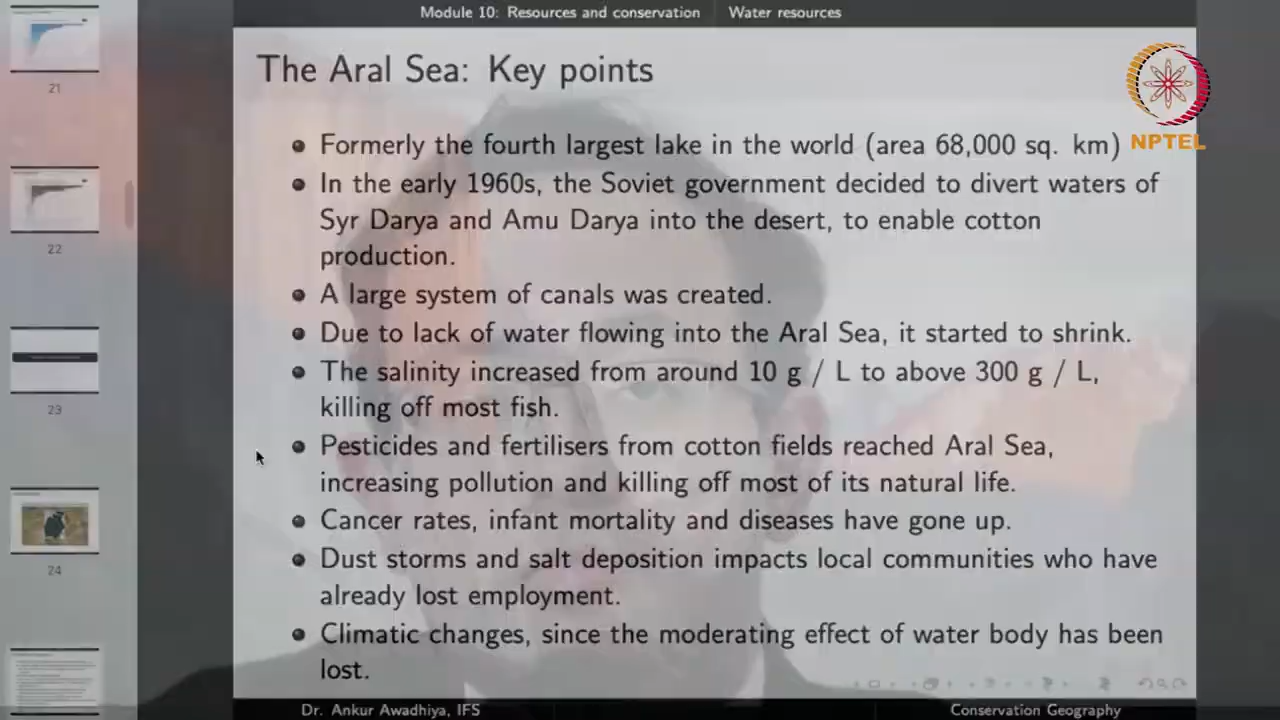 Module 10: Resources and conservation Water resources
The Aral Sea: Key points
NPTEL
Formerly the fourth largest lake in the world (area 68,000 sq. km)
In the early 1960s, the Soviet government decided to divert waters of
Syr Darya and Amu Darya into the desert, to enable cotton
production.
A large system of canals was created.
Due to lack of water flowing into the Aral Sea, it started to shrink.
The salinity increased from around 10 g / L to above 300 g / L,
killing off most fish.
Pesticides and fertilisers from cotton fields reached Aral Sea,
increasing pollution and killing off most of its natural life.
Cancer rates, infant mortality and diseases have gone up.
Dust storms and salt deposition impacts local communities who have
already lost employment.
Climatic changes, since the moderating effect of water body has been
lost.
Dr. Ankur Awadhiya, IFS Conservation Geography
21
22
23
24